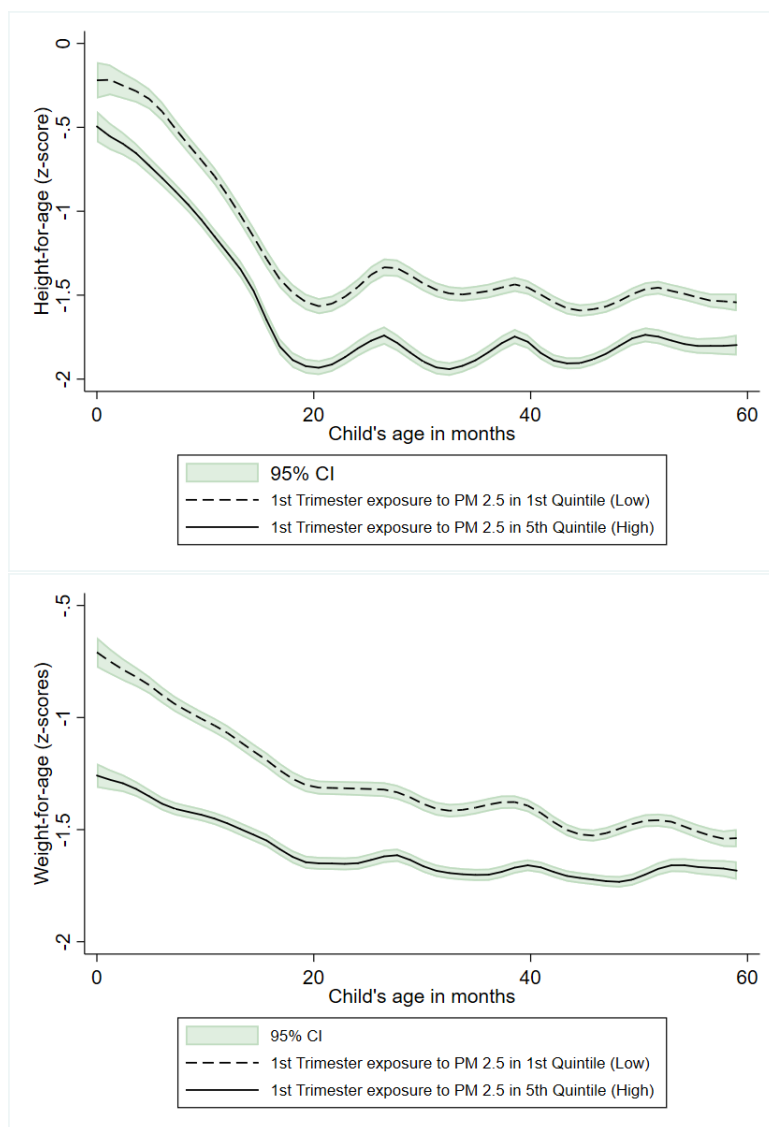 Height-for-age (z-score)
0
-.5
-1
-1.5
-2
0
20
40
60
Child's age in months
95% CI
1st Trimester exposure to PM 2.5 in 1st Quintile (Low)
1st Trimester exposure to PM 2.5 in 5th Quintile (High)
Weight-for-age (z-scores)
-.5
-1
-1.5
-2
0
20
40
60
Child's age in months
95% CI
1st Trimester exposure to PM 2.5 in 1st Quintile (Low)
1st Trimester exposure to PM 2.5 in 5th Quintile (High)